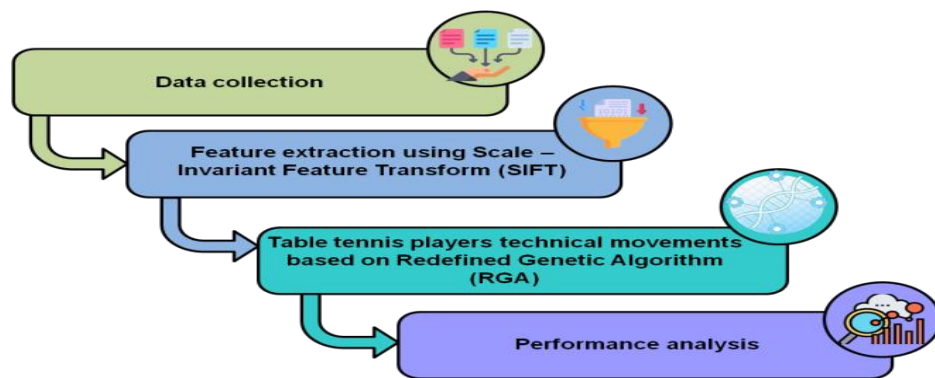 Data collection
Feature extraction using Scale –
Invariant Feature Transform (SIFT)
Table tennis players technical movements
based on Redefined Genetic Algorithm
(RGA)
Performance analysis